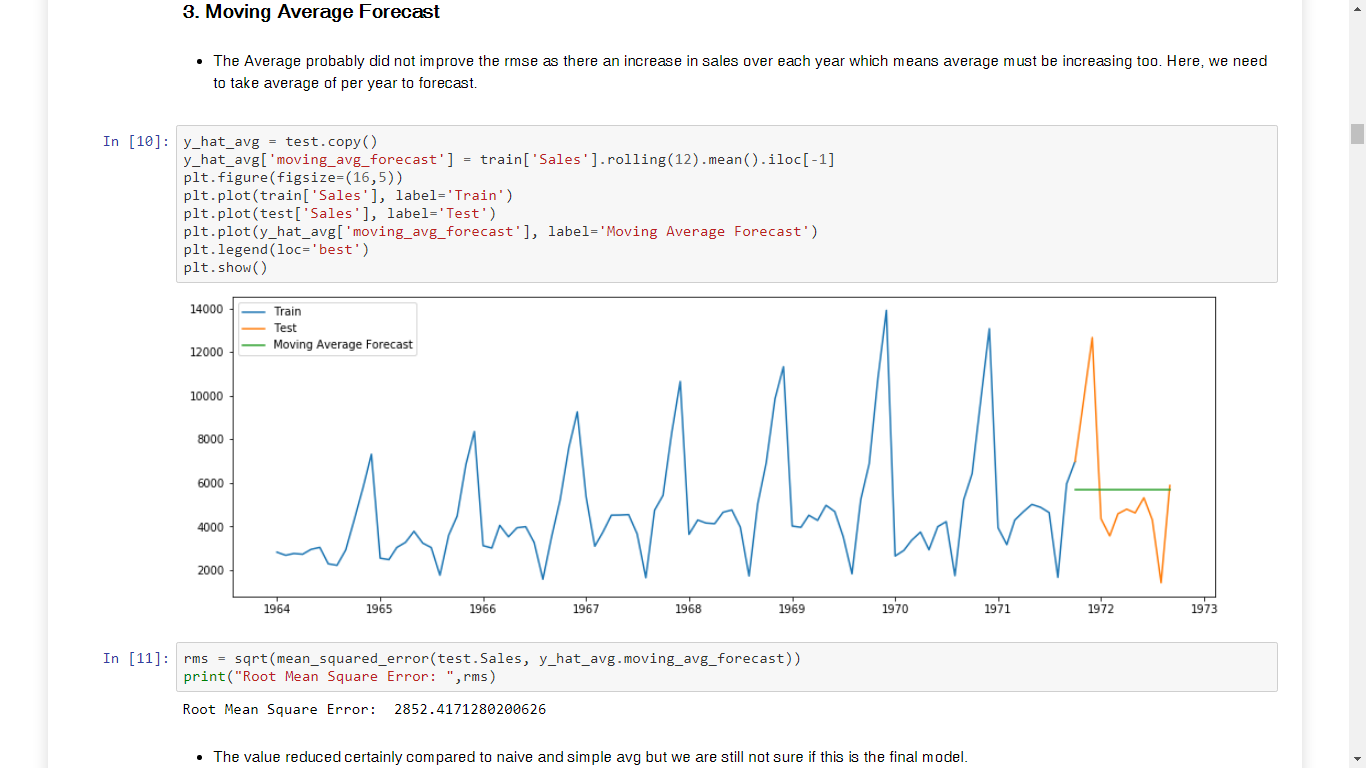 3. Moving Average Forecast
• The Average probably did not improve the rmse as there an increase in sales over each year which means average must be increasing too. Here, we need
to take average of per year to forecast.
In [10]: y_hat_avg = test.copy()
y_hat_avg['moving_avg_forecast'] = train['Sales'].rolling(12).mean().iloc[-1]
plt.figure(figsize=(16,5))
plt.plot(train['Sales'], label='Train')
plt.plot(test['Sales'], label='Test')
plt.plot(y_hat_avg['moving_avg_forecast'], label='Moving Average Forecast')
plt.legend(loc='best')
plt.show()
14000
12000
10000
8000
6000
4000
2000
Train
Test
Moving Average Forecast
1964 1965 1966 1967 1968 1969 1970 1971 1972 1973
In [11]: rms = sqrt(mean_squared_error(test.Sales, y_hat_avg.moving_avg_forecast))
print("Root Mean Square Error: ",rms)
Root Mean Square Error:  2852.4171280200626
• The value reduced certainly compared to naive and simple avg but we are still not sure if this is the final model.